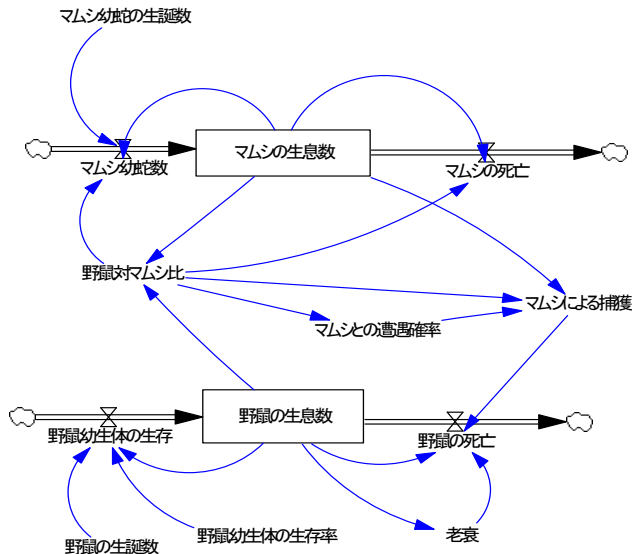 マムシ幼蛇の生誕数
マムシの生息数
マムシ幼蛇数
マムシの死亡
野鼠対マムシ比
マムシによる捕獲
マムシとの遭遇確率
野鼠の生息数
野鼠幼生体の生存
野鼠の死亡
野鼠幼生体の生存率
老衰
野鼠の生誕数